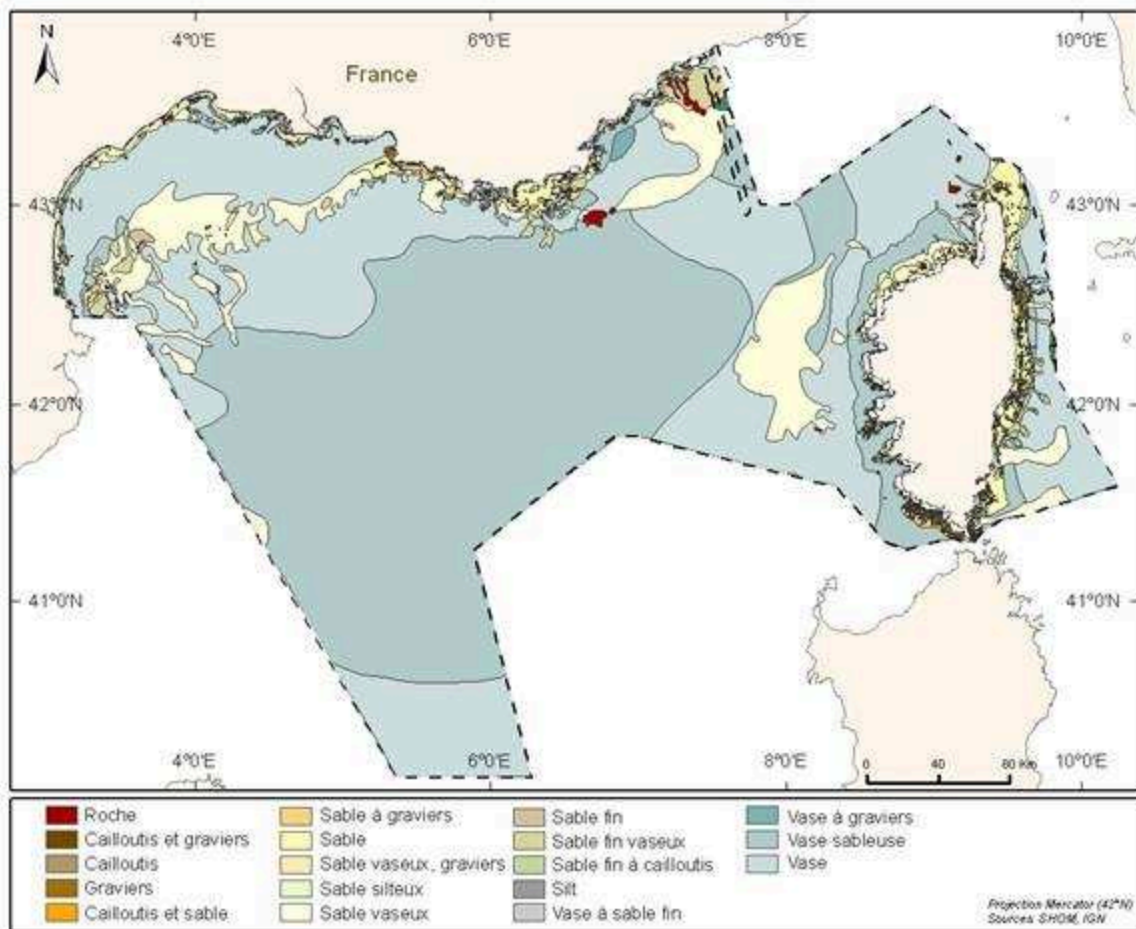 N
4°0'E 6°0'E 8°0'E 10°0'E
France
43°0'N 43°0'N
42°0'N 42°0'N
41°0'N 41°0'N
4°0'E 6°0'E 8°0'E 10°0'E
0 40 80 Km
Roche
Cailloutis et graviers
Cailloutis
Graviers
Cailloutis et sable
Sable à graviers
Sable
Sable vaseux, graviers
Sable silteux
Sable vaseux
Sable fin
Sable fin vaseux
Sable fin à cailloutis
Silt
Vase à sable fin
Vase à graviers
Vase sableuse
Vase
Projection Mercator (42°N)
Sources: SHOM, IGN